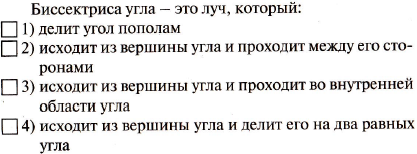 Биссектриса угла – это луч, который:
1) делит угол пополам
2) исходит из вершины угла и проходит между его сто-
ронами
3) исходит из вершины угла и проходит во внутренней
области угла
4) исходит из вершины угла и делит его на два равных
угла